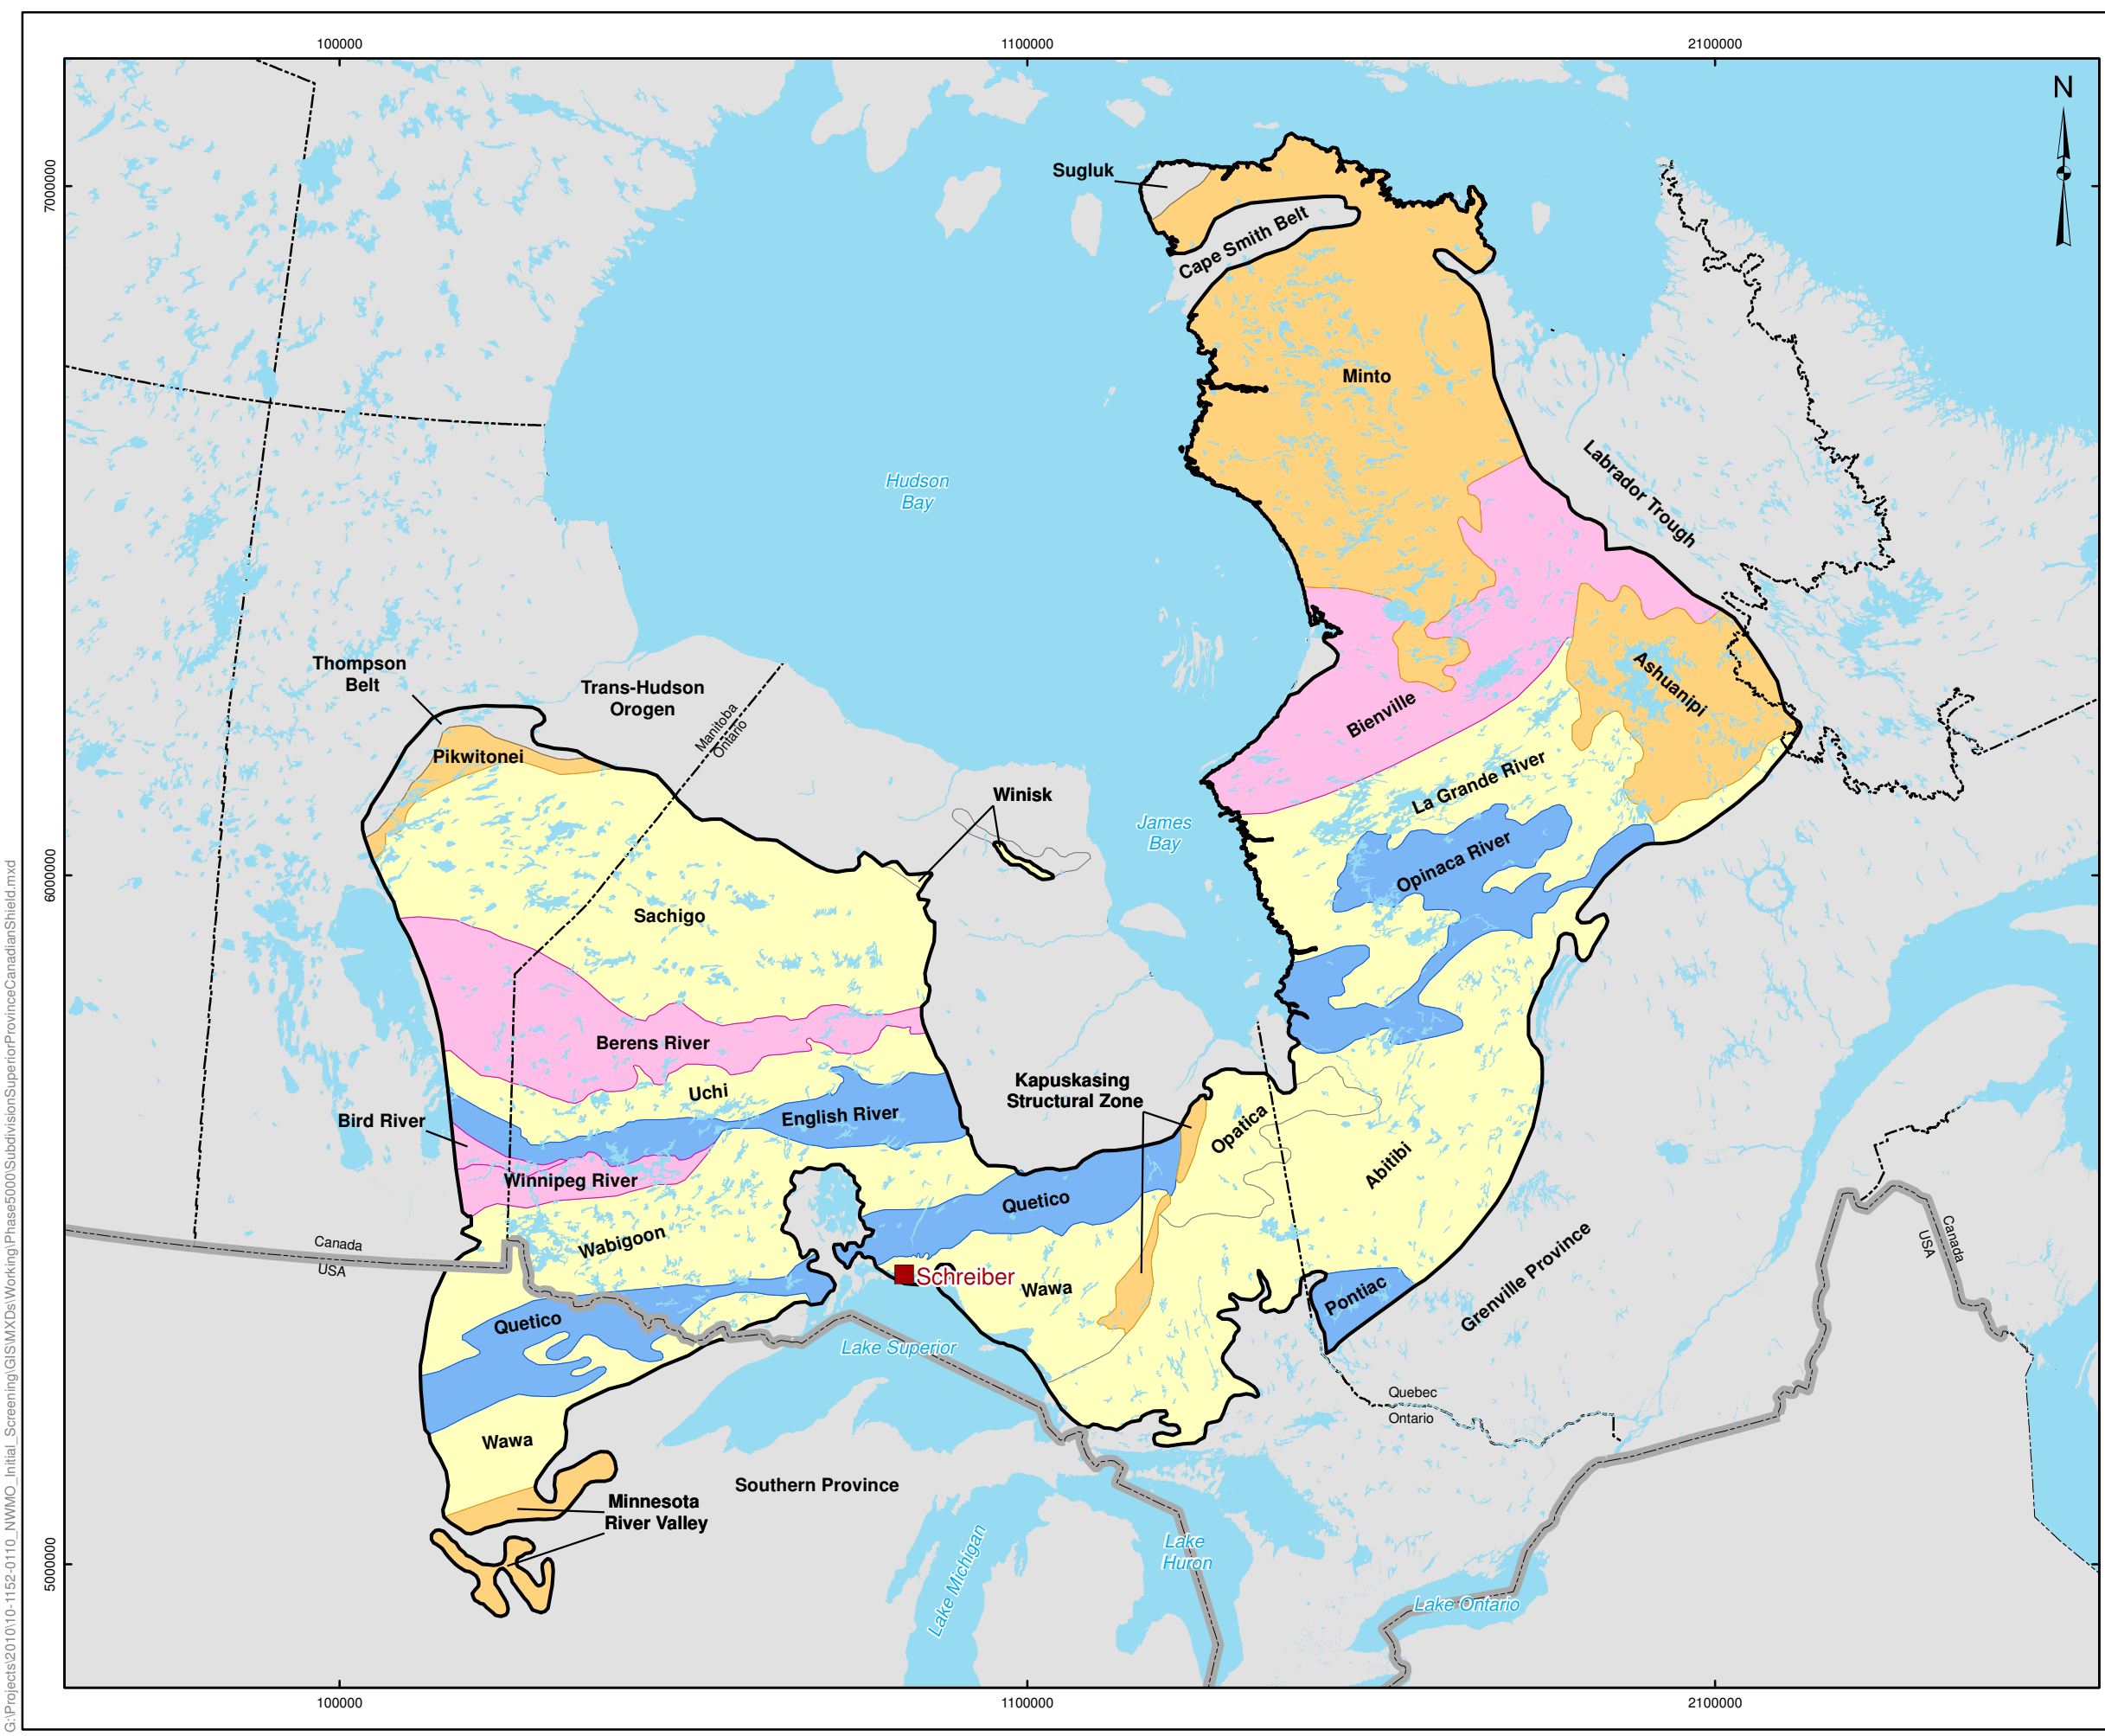 100000
1100000
2100000
N
7000000
6000000
5000000
Sugluk
Cape Smith Belt
Minto
Labrador Trough
Hudson
Bay
Thompson
Belt
Trans-Hudson
Orogen
Manitoba
Ontario
Pikwitonei
Ashuanipi
Bienville
La Grande River
Winisk
James
Bay
Opinaca River
Sachigo
Berens River
Uchi
English River
Bird River
Kapuskasing
Structural Zone
Opatica
Abitibi
Winnipeg River
Quetico
Wabigoon
Canada
USA
Canada
USA
Schreiber
Wawa
Pontiac
Grenville Province
Quetico
Lake Superior
Quebec
Ontario
Wawa
Southern Province
Minnesota
River Valley
Lake Michigan
Lake
Huron
Lake Ontario
100000
1100000
2100000
G:\Projects\2010\10-1152-0110_NWMO_Initial_Screening\GIS\MXDs\Working\Phase5000\SubdivisionSuperiorProvinceCanadianShield.mxd